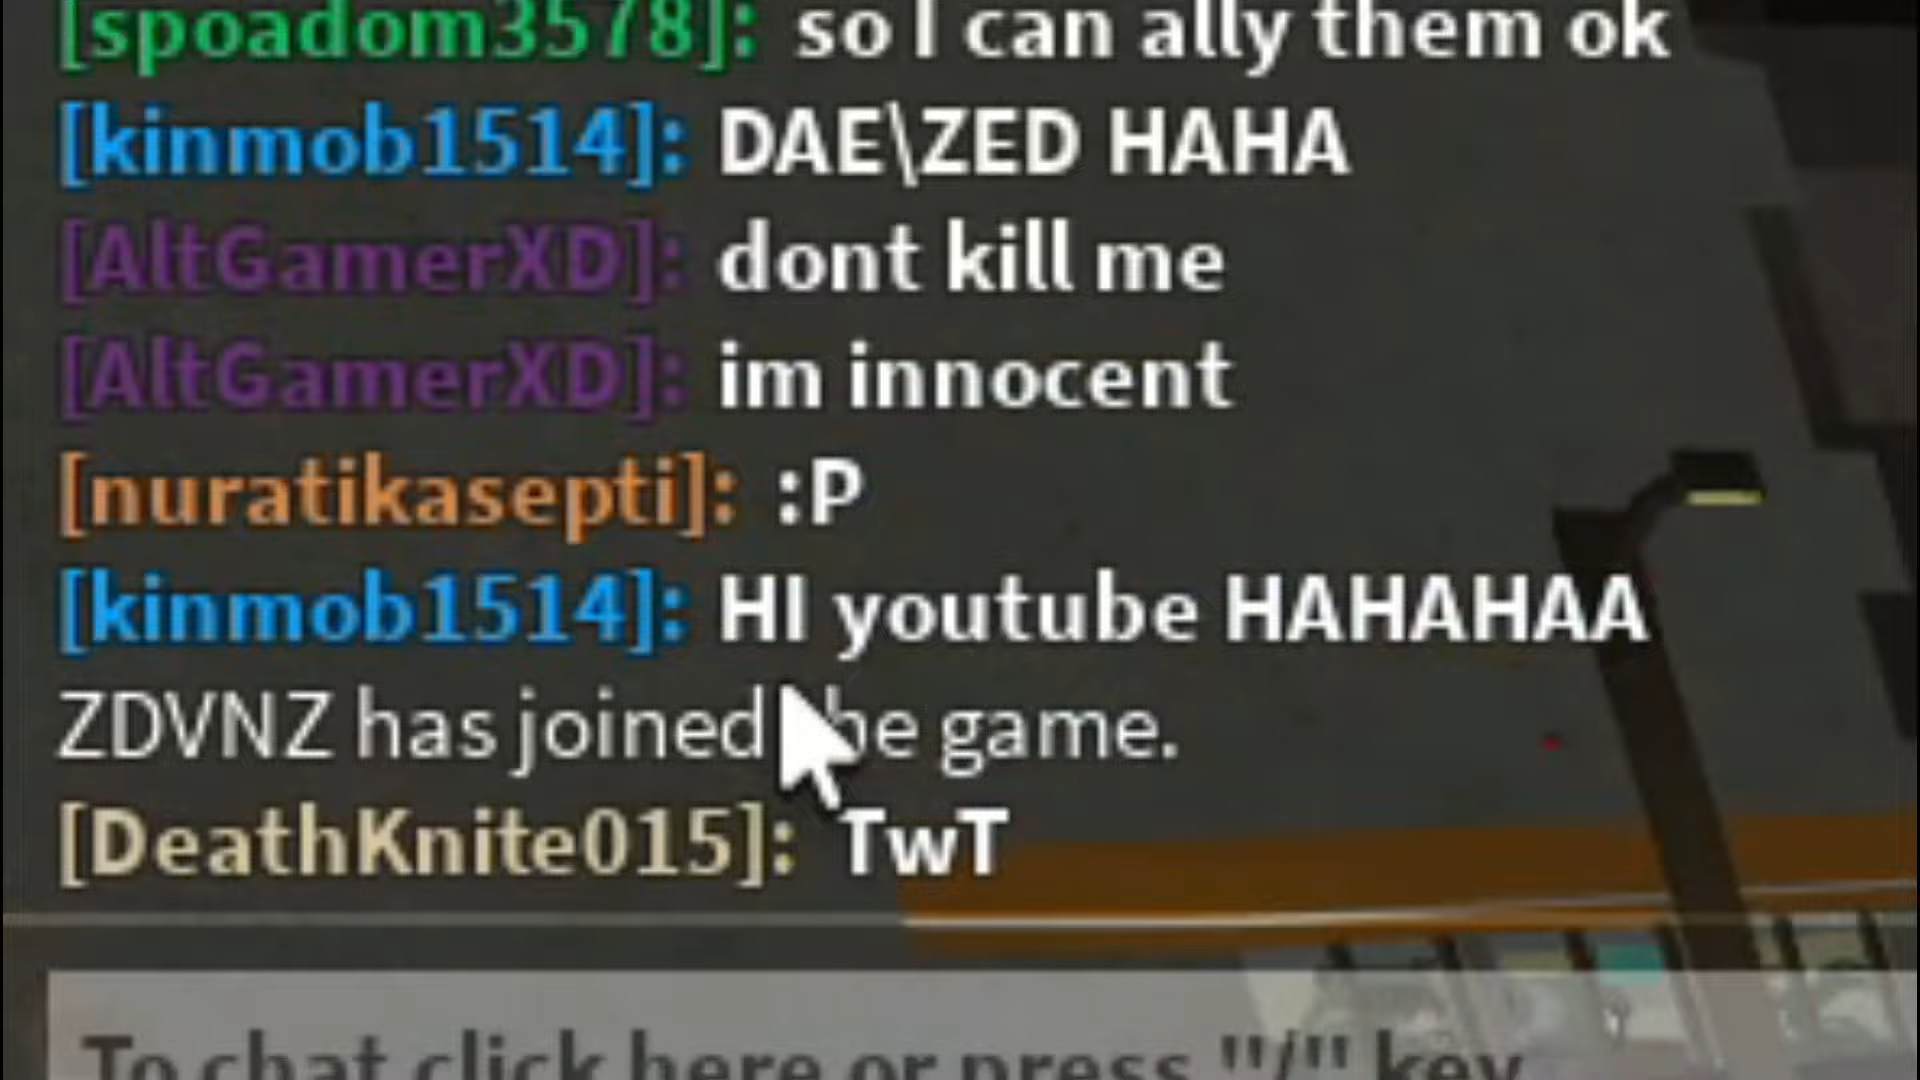 [spoadom3578]: so I can ally them ok
[kinmob1514]: DAE\ZED HAHA
[AltGamerXD]: dont kill me
[AltGamerXD]: im innocent
[nuratikasepti]: :P
[kinmob1514]: HI youtube HAHAHAA
ZDVNZ has joined the game.
[DeathKnite015]: TwT
To chat click here or press "/" key